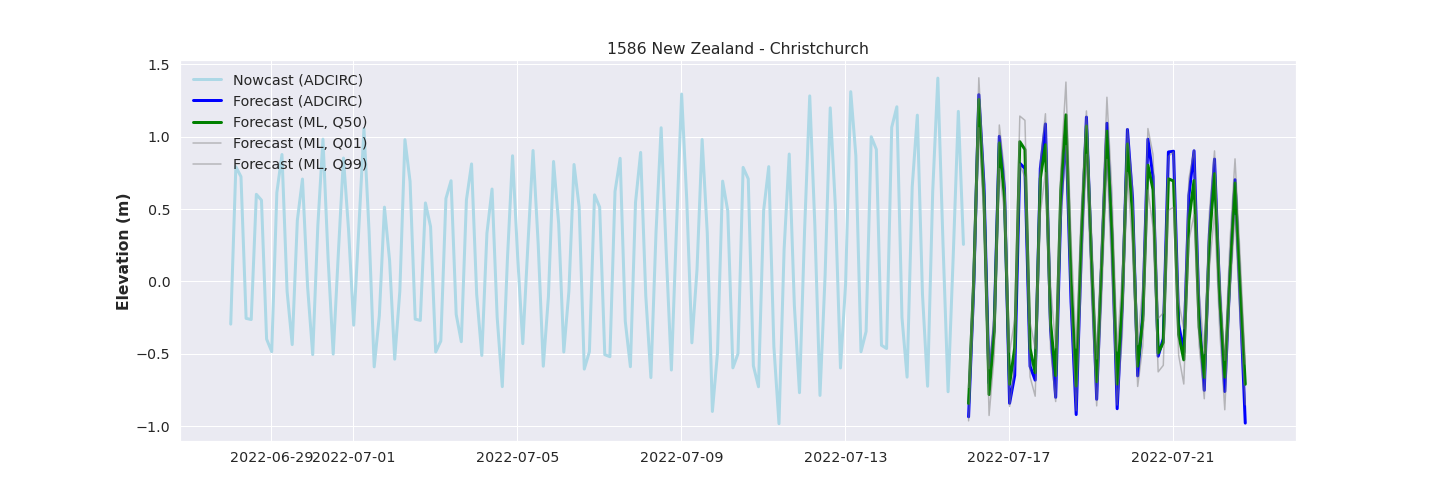 1586 New Zealand - Christchurch
Elevation (m)
1.5
1.0
0.5
0.0
−0.5
−1.0
Nowcast (ADCIRC)
Forecast (ADCIRC)
Forecast (ML, Q50)
Forecast (ML, Q01)
Forecast (ML, Q99)
2022-06-29 2022-07-01 2022-07-05 2022-07-09 2022-07-13 2022-07-17 2022-07-21